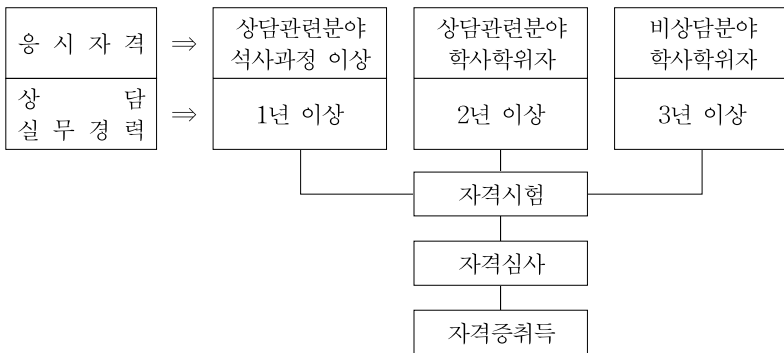 응 시 자 격 ⇒ 상담관련분야 상담관련분야 비상담분야
석사과정 이상 학사학위자 학사학위자
상 담
실 무 경 력 ⇒ 1년 이상 2년 이상 3년 이상
자격시험
자격심사
자격증취득